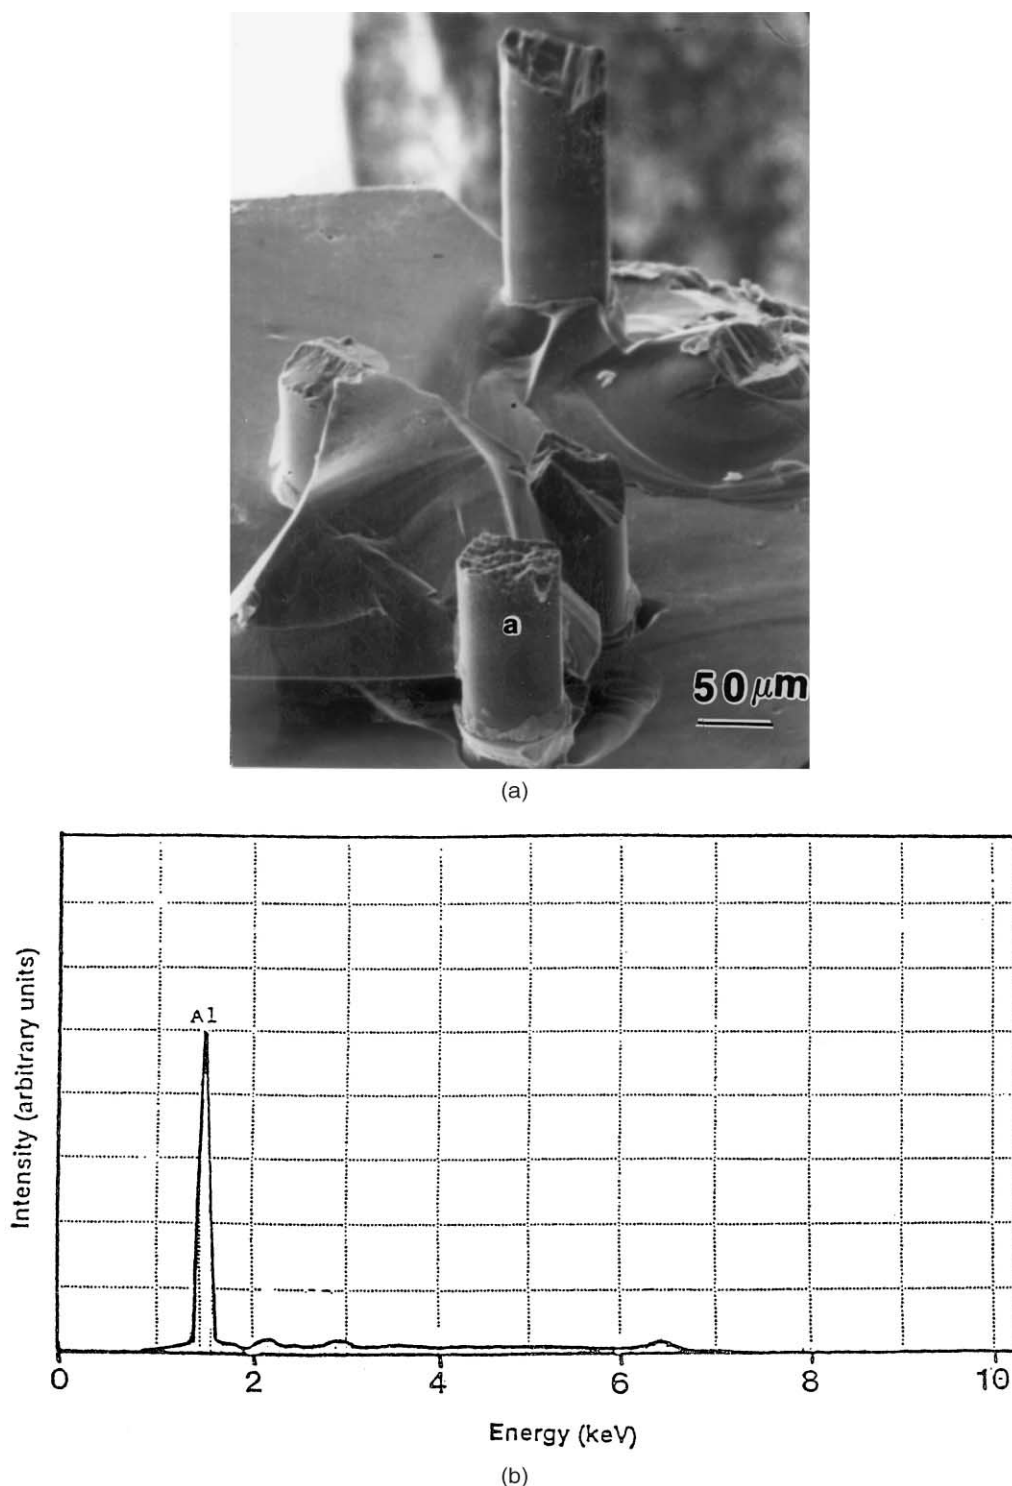 a
50 μm
(a)
Intensity (arbitrary units)
Al
0 2 4 6 8 10
Energy (keV)
(b)